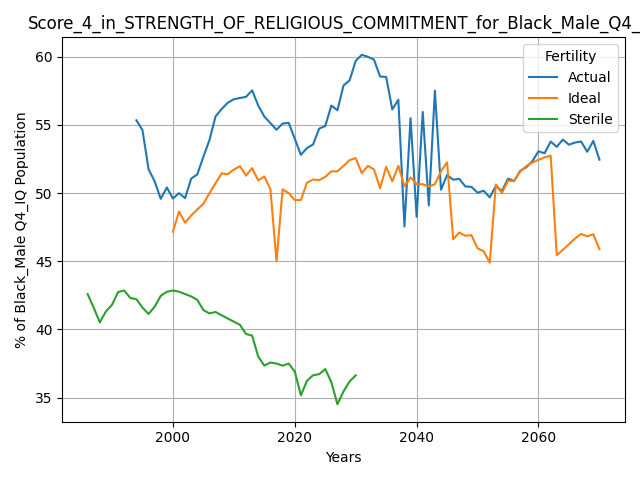 Score_4_in_STRENGTH_OF_RELIGIOUS_COMMITMENT_for_Black_Male_Q4_
Fertility
Actual
Ideal
Sterile
% of Black_Male Q4_IQ Population
60
55
50
45
40
35
2000
2020
2040
2060
Years